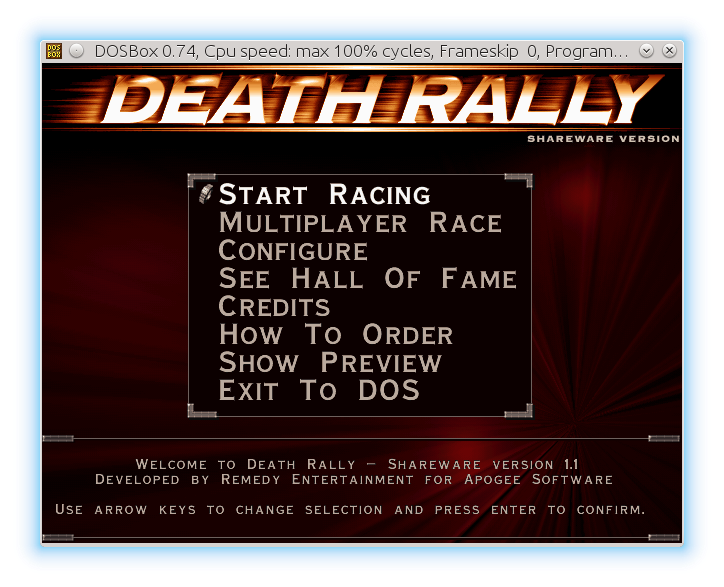 DOS
BOX
DOSBox 0.74, Cpu speed: max 100% cycles, Frameskip 0, Program...
DEATH RALLY
SHAREWARE VERSION
START RACING
MULTIPLAYER RACE
CONFIGURE
SEE HALL OF FAME
CREDITS
HOW TO ORDER
SHOW PREVIEW
EXIT TO DOS
WELCOME TO DEATH RALLY – SHAREWARE VERSION 1.1
DEVELOPED BY REMEDY ENTERTAINMENT FOR APOGEE SOFTWARE
USE ARROW KEYS TO CHANGE SELECTION AND PRESS ENTER TO CONFIRM.